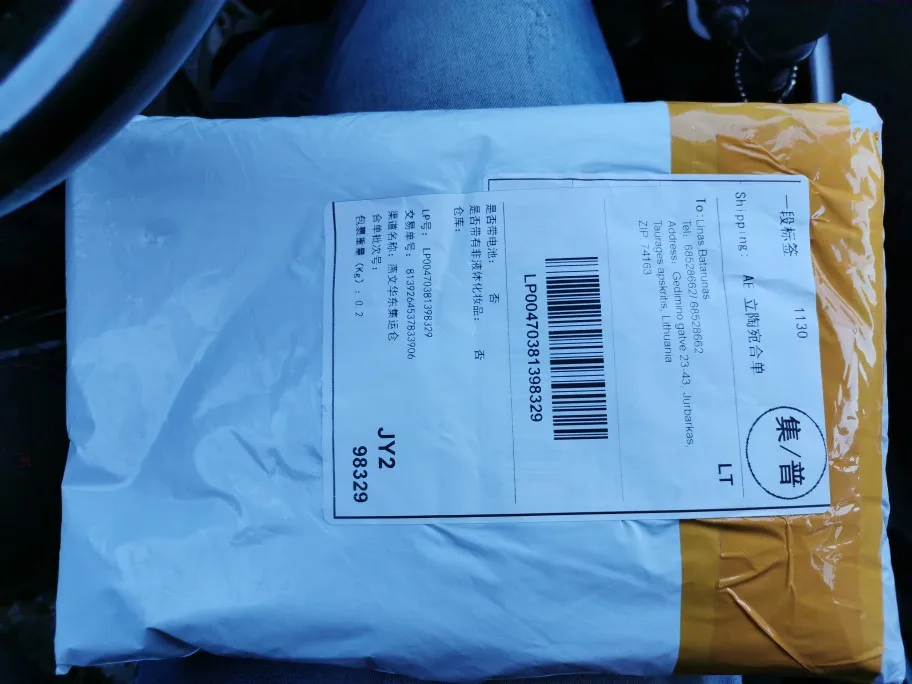 一段标签 1130
Shipping: AE 立陶宛合单
集/普
To:Linas Batarunas
Tel: 68528662/ 68528662
Address: Gedimino gatve 23-43, Jurbarkas,
Taurages apskritis, Lithuania
ZIP 74163
LT
LP00470381398329
是否带电池: 否
是否带有非液体化妆品: 否
仓库:
LP号: LP00470381398329
交易单号: 8139264537833906
渠道名称: 燕文华东集运仓
合单批次号:
包裹重量 (Kg) : 0.2
JY2
98329